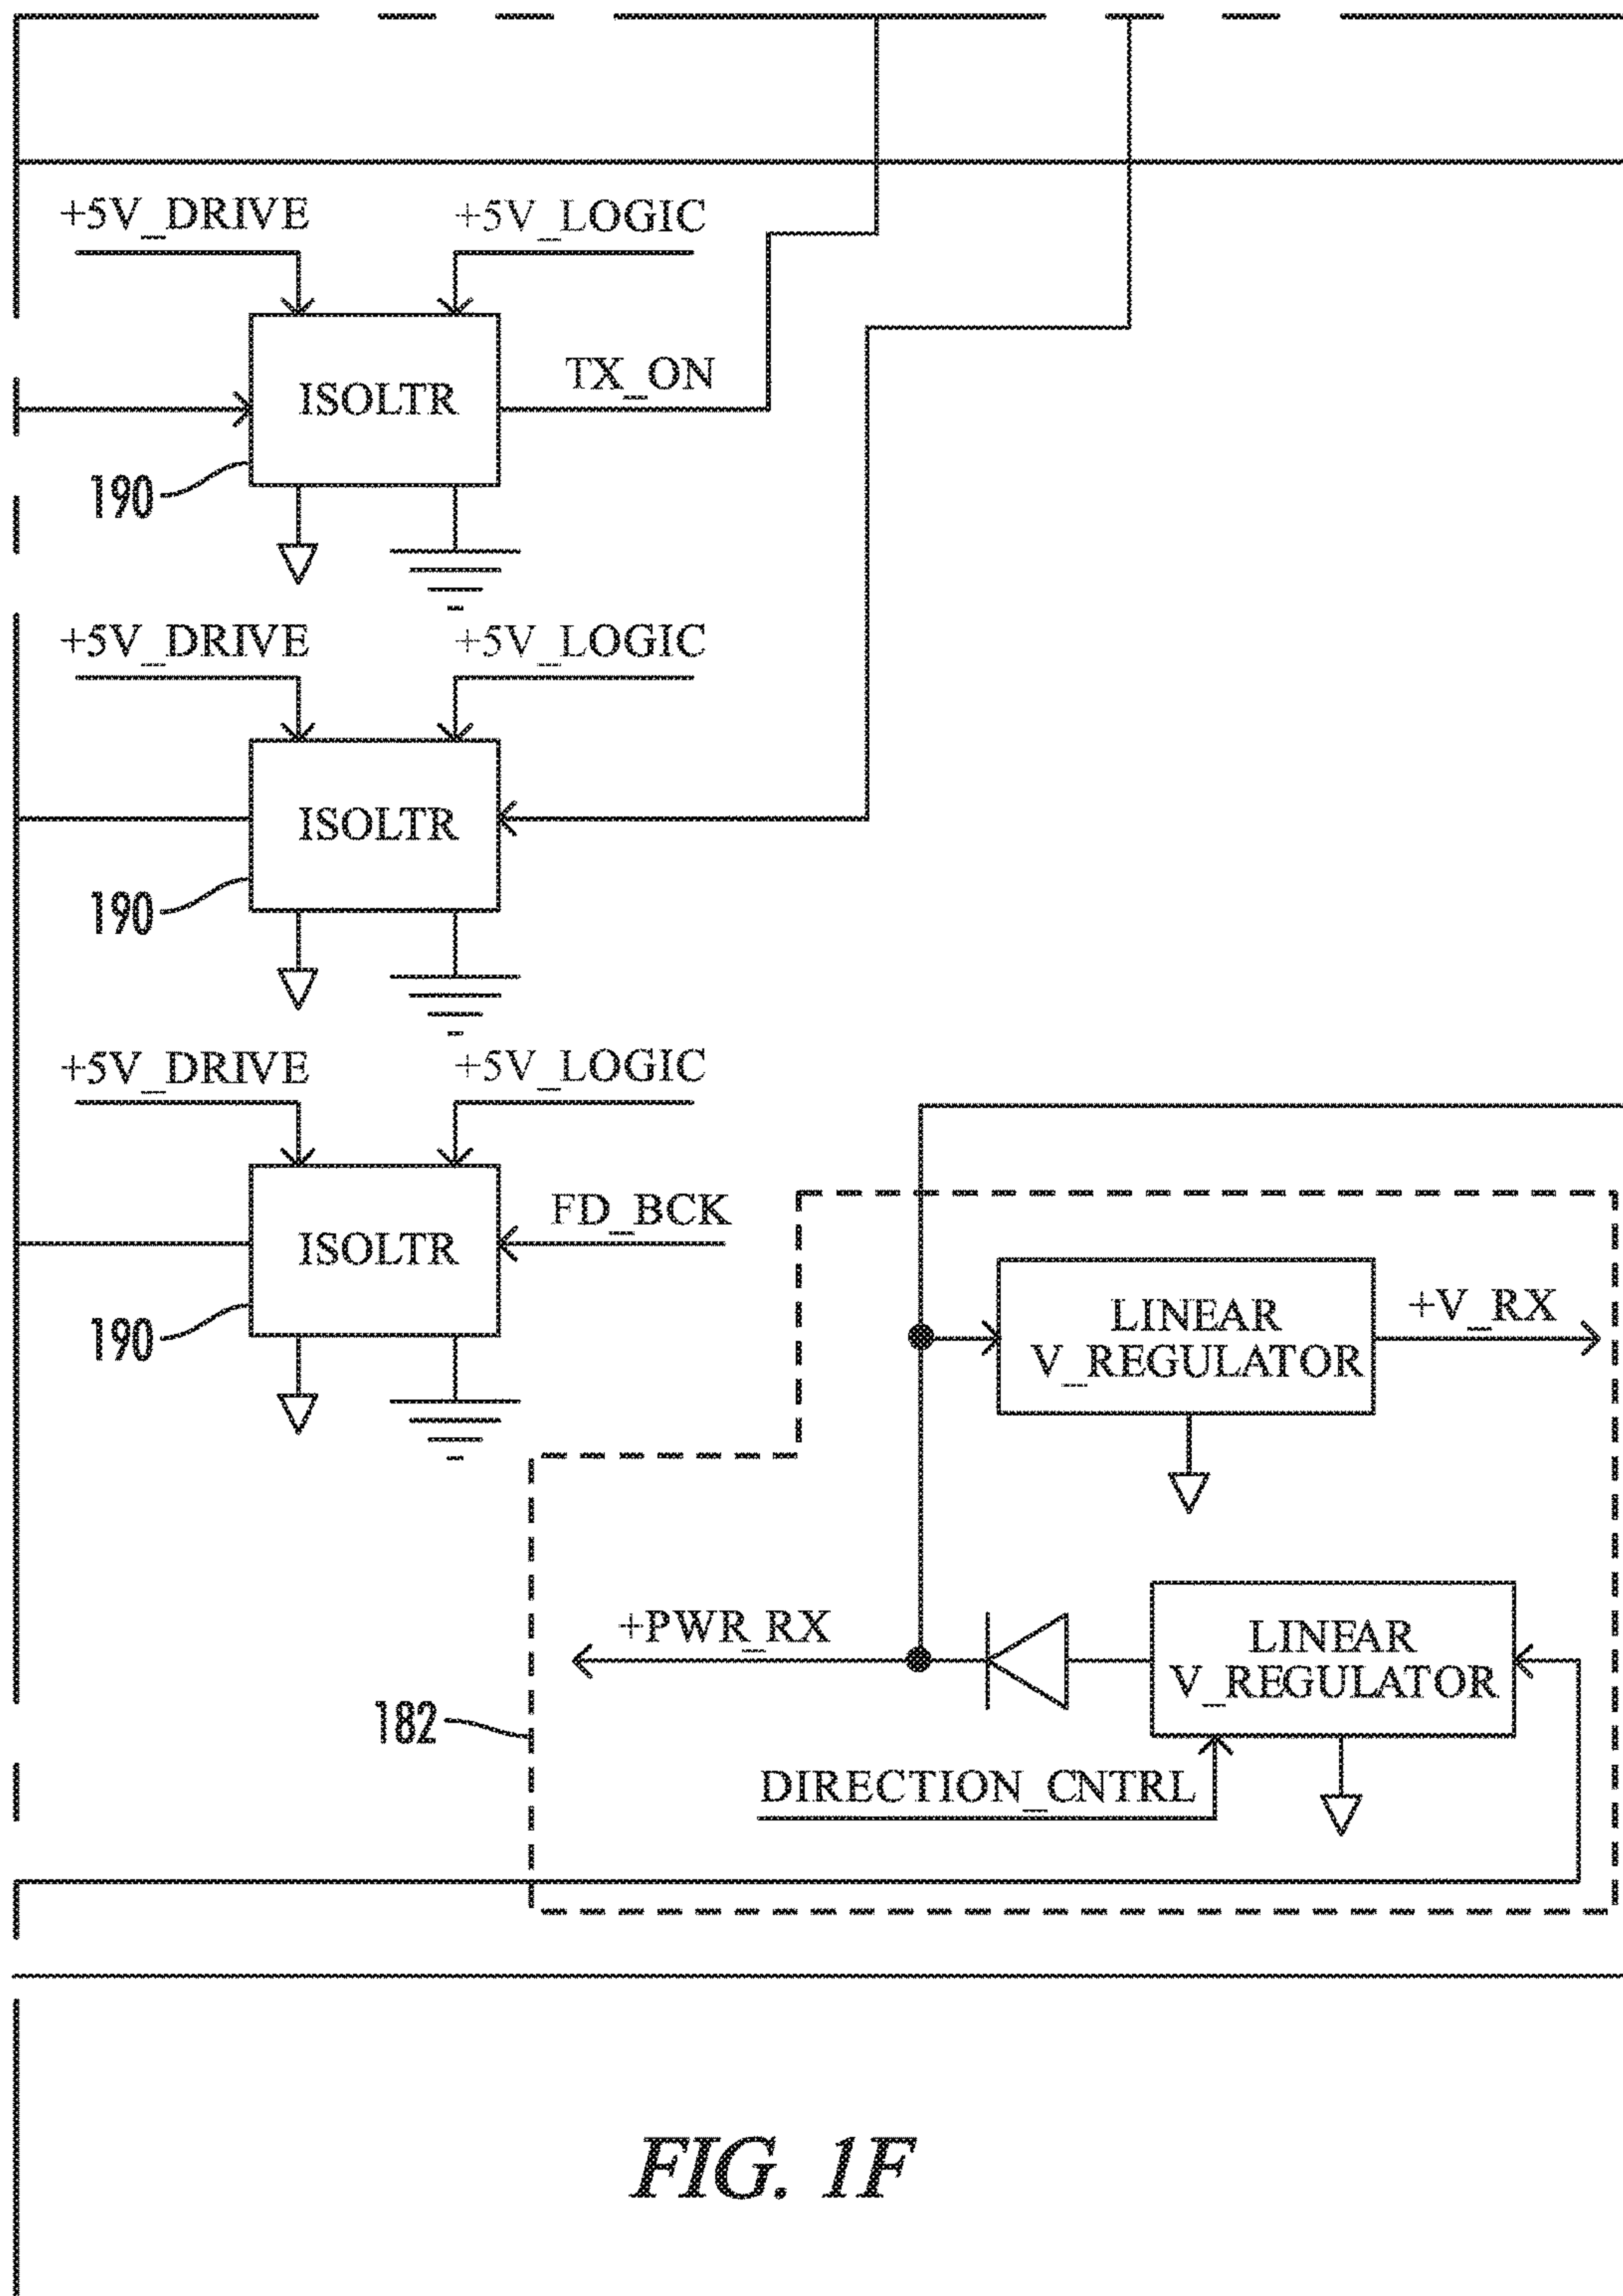 +5V_DRIVE +5V_LOGIC
ISOLTR
TX_ON
190
+5V_DRIVE +5V_LOGIC
ISOLTR
190
+5V_DRIVE +5V_LOGIC
ISOLTR
FD_BCK
190
LINEAR
V_REGULATOR
+V_RX
+PWR_RX
LINEAR
V_REGULATOR
182
DIRECTION_CNTRL
FIG. 1F